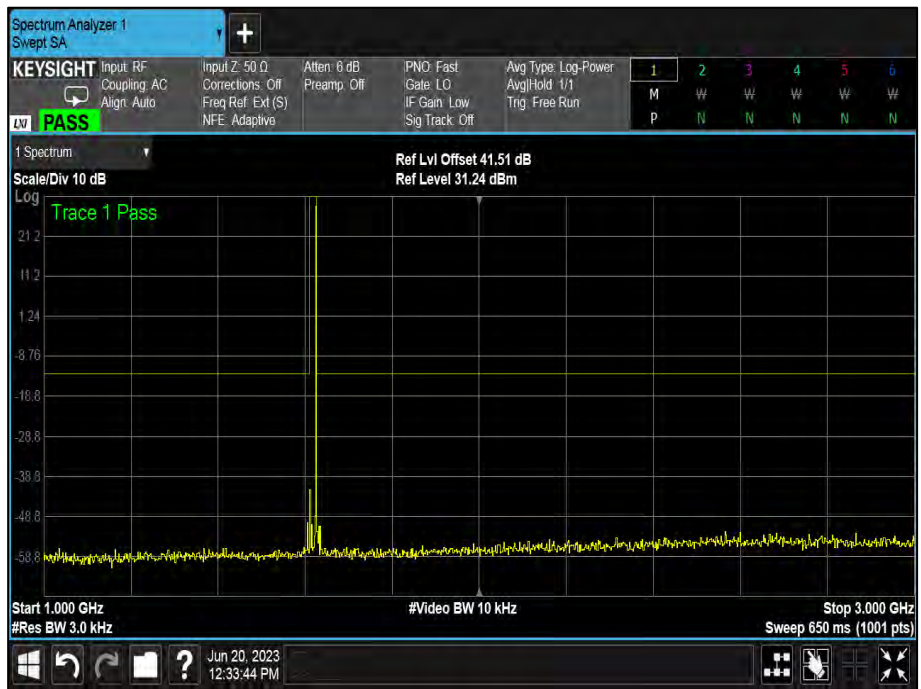 Spectrum Analyzer 1
Swept SA
+
KEYSIGHT
Input: RF
Coupling: AC
Align: Auto
Input Z: 50 Ω
Corrections: Off
Freq Ref: Ext (S)
NFE: Adaptive
Atten: 6 dB
Preamp: Off
PNO: Fast
Gate: LO
IF Gain: Low
Sig Track: Off
Avg Type: Log-Power
Avg|Hold: 1/1
Trig: Free Run
1 2 3 4 5 6
M W W W W W
P N N N N N
LXI PASS
1 Spectrum
Scale/Div 10 dB
Ref Lvl Offset 41.51 dB
Ref Level 31.24 dBm
Log
Trace 1 Pass
21.2
11.2
1.24
-8.76
-18.8
-28.8
-38.8
-48.8
-58.8
Start 1.000 GHz
#Res BW 3.0 kHz
#Video BW 10 kHz
Stop 3.000 GHz
Sweep 650 ms (1001 pts)
?
Jun 20, 2023
12:33:44 PM